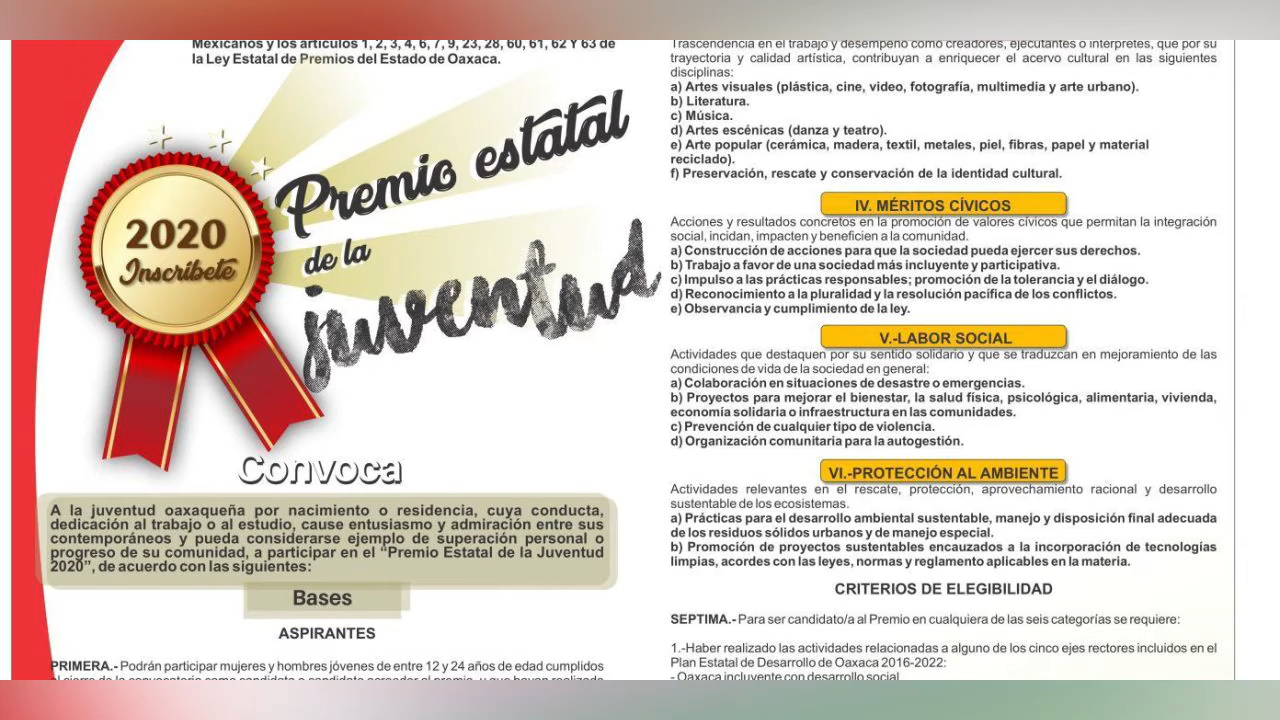 Mexicanos y los artículos 1, 2, 3, 4, 6, 7, 9, 23, 28, 60, 61, 62 Y 63 de
la Ley Estatal de Premios del Estado de Oaxaca.
2020
Inscríbete
Premio estatal
de la
juventud
Convoca
A la juventud oaxaqueña por nacimiento o residencia, cuya conducta,
dedicación al trabajo o al estudio, cause entusiasmo y admiración entre sus
contemporáneos y pueda considerarse ejemplo de superación personal o
progreso de su comunidad, a participar en el “Premio Estatal de la Juventud
2020”, de acuerdo con las siguientes:
Bases
ASPIRANTES
PRIMERA.- Podrán participar mujeres y hombres jóvenes de entre 12 y 24 años de edad cumplidos
al cierre de la convocatoria como candidato o candidata acceder al premio, y que hayan realizado
Trascendencia en el trabajo y desempeño como creadores, ejecutantes o intérpretes, que por su
trayectoria y calidad artística, contribuyan a enriquecer el acervo cultural en las siguientes
disciplinas:
a) Artes visuales (plástica, cine, video, fotografía, multimedia y arte urbano).
b) Literatura.
c) Música.
d) Artes escénicas (danza y teatro).
e) Arte popular (cerámica, madera, textil, metales, piel, fibras, papel y material
reciclado).
f) Preservación, rescate y conservación de la identidad cultural.
IV. MÉRITOS CÍVICOS
Acciones y resultados concretos en la promoción de valores cívicos que permitan la integración
social, incidan, impacten y beneficien a la comunidad.
a) Construcción de acciones para que la sociedad pueda ejercer sus derechos.
b) Trabajo a favor de una sociedad más incluyente y participativa.
c) Impulso a las prácticas responsables; promoción de la tolerancia y el diálogo.
d) Reconocimiento a la pluralidad y la resolución pacífica de los conflictos.
e) Observancia y cumplimiento de la ley.
V.-LABOR SOCIAL
Actividades que destaquen por su sentido solidario y que se traduzcan en mejoramiento de las
condiciones de vida de la sociedad en general:
a) Colaboración en situaciones de desastre o emergencias.
b) Proyectos para mejorar el bienestar, la salud física, psicológica, alimentaria, vivienda,
economía solidaria o infraestructura en las comunidades.
c) Prevención de cualquier tipo de violencia.
d) Organización comunitaria para la autogestión.
VI.-PROTECCIÓN AL AMBIENTE
Actividades relevantes en el rescate, protección, aprovechamiento racional y desarrollo
sustentable de los ecosistemas.
a) Prácticas para el desarrollo ambiental sustentable, manejo y disposición final adecuada
de los residuos sólidos urbanos y de manejo especial.
b) Promoción de proyectos sustentables encauzados a la incorporación de tecnologías
limpias, acordes con las leyes, normas y reglamento aplicables en la materia.
CRITERIOS DE ELEGIBILIDAD
SEPTIMA.- Para ser candidato/a al Premio en cualquiera de las seis categorías se requiere:
1.-Haber realizado las actividades relacionadas a alguno de los cinco ejes rectores incluidos en el
Plan Estatal de Desarrollo de Oaxaca 2016-2022:
- Oaxaca incluyente con desarrollo social